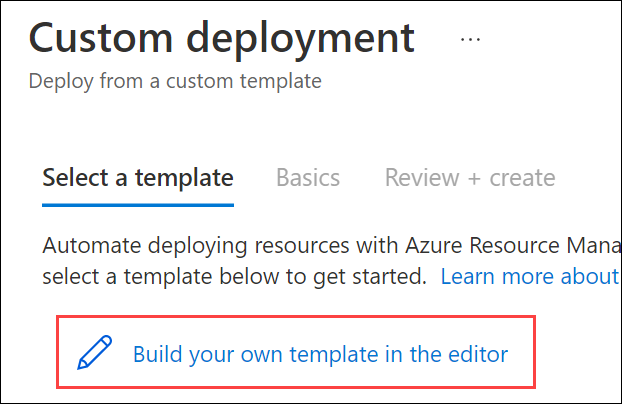 Custom deployment ...
Deploy from a custom template
Select a template Basics Review + create
Automate deploying resources with Azure Resource Mana
select a template below to get started. Learn more about
Build your own template in the editor